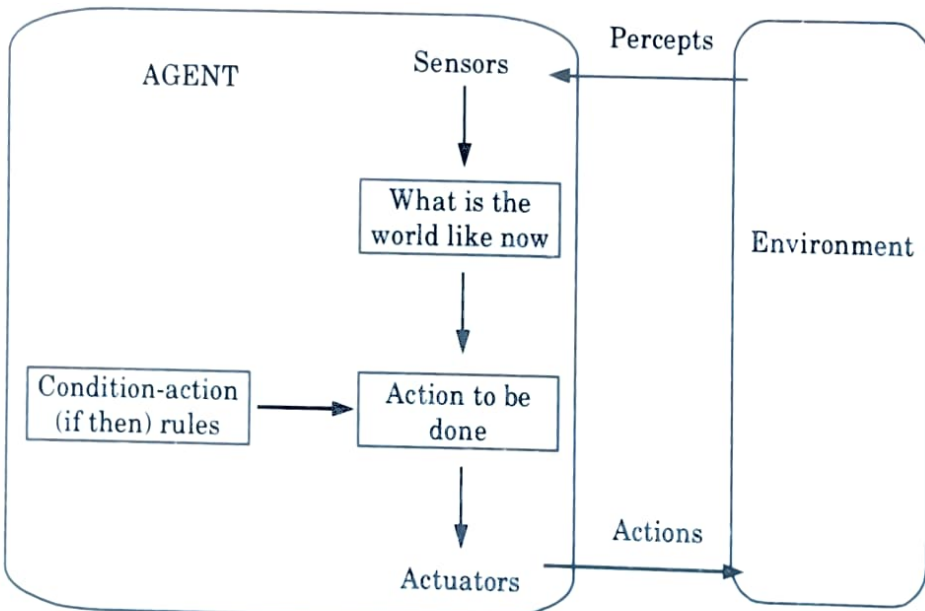 Percepts
Sensors
AGENT
What is the
world like now
Environment
Condition-action
(if then) rules
Action to be
done
Actions
Actuators